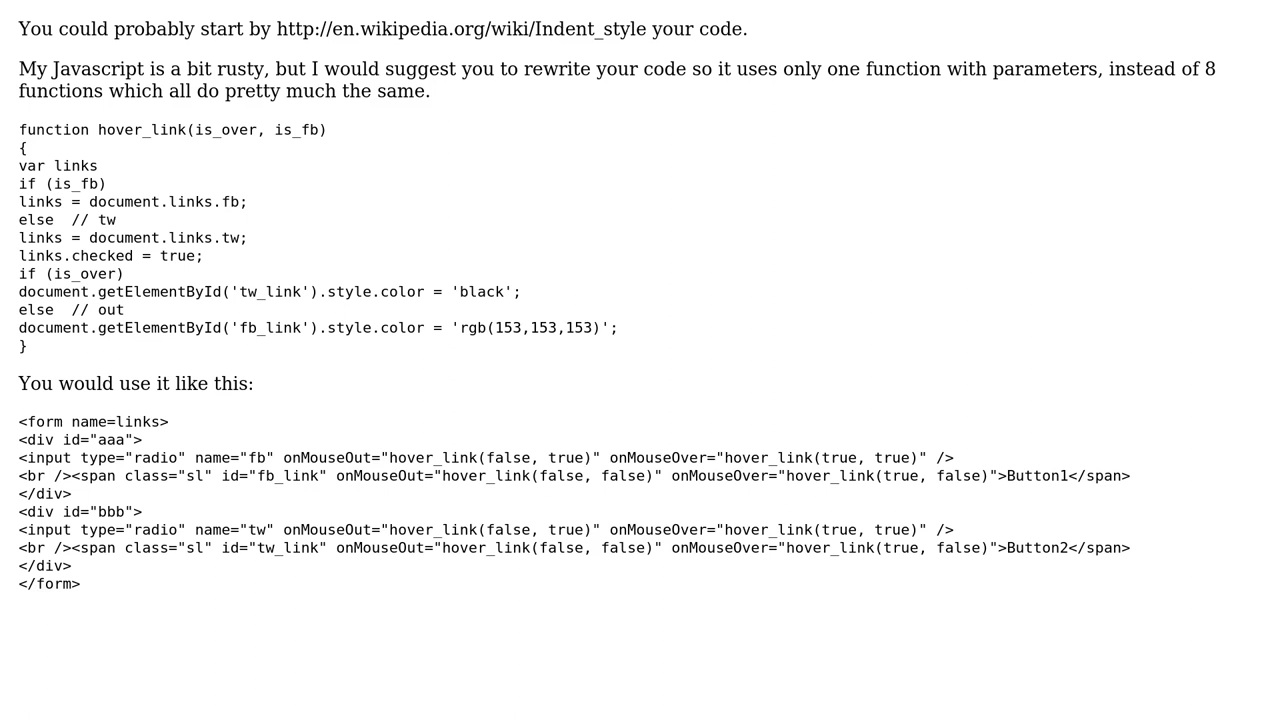 You could probably start by http://en.wikipedia.org/wiki/Indent_style your code.
My Javascript is a bit rusty, but I would suggest you to rewrite your code so it uses only one function with parameters, instead of 8
functions which all do pretty much the same.
function hover_link(is_over, is_fb)
{
var links
if (is_fb)
links = document.links.fb;
else  // tw
links = document.links.tw;
links.checked = true;
if (is_over)
document.getElementById('tw_link').style.color = 'black';
else  // out
document.getElementById('fb_link').style.color = 'rgb(153,153,153)';
}
You would use it like this:
<form name=links>
<div id="aaa">
<input type="radio" name="fb" onMouseOut="hover_link(false, true)" onMouseOver="hover_link(true, true)" />
<br /><span class="sl" id="fb_link" onMouseOut="hover_link(false, false)" onMouseOver="hover_link(true, false)">Button1</span>
</div>
<div id="bbb">
<input type="radio" name="tw" onMouseOut="hover_link(false, true)" onMouseOver="hover_link(true, true)" />
<br /><span class="sl" id="tw_link" onMouseOut="hover_link(false, false)" onMouseOver="hover_link(true, false)">Button2</span>
</div>
</form>